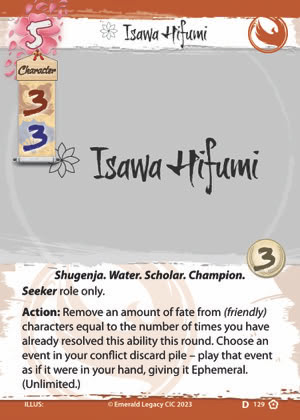 5
Isawa Hifumi
Character
3
3
Isawa Hifumi
3
Shugenja. Water. Scholar. Champion.
Seeker role only.
Action: Remove an amount of fate from (friendly)
characters equal to the number of times you have
already resolved this ability this round. Choose an
event in your conflict discard pile – play that event
as if it were in your hand, giving it Ephemeral.
(Unlimited.)
ILLUS: © Emerald Legacy CIC 2023 D 129